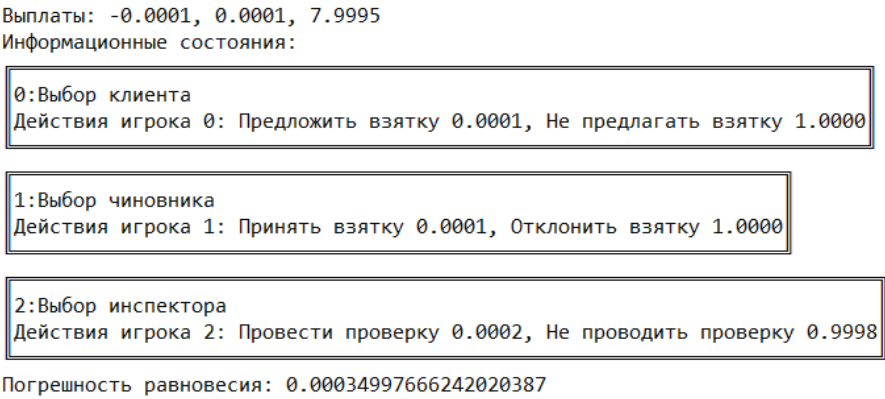 Выплаты: -0.0001, 0.0001, 7.9995
Информационные состояния:
0:Выбор клиента
Действия игрока 0: Предложить взятку 0.0001, Не предлагать взятку 1.0000
1:Выбор чиновника
Действия игрока 1: Принять взятку 0.0001, Отклонить взятку 1.0000
2:Выбор инспектора
Действия игрока 2: Провести проверку 0.0002, Не проводить проверку 0.9998
Погрешность равновесия: 0.00034997666242020387